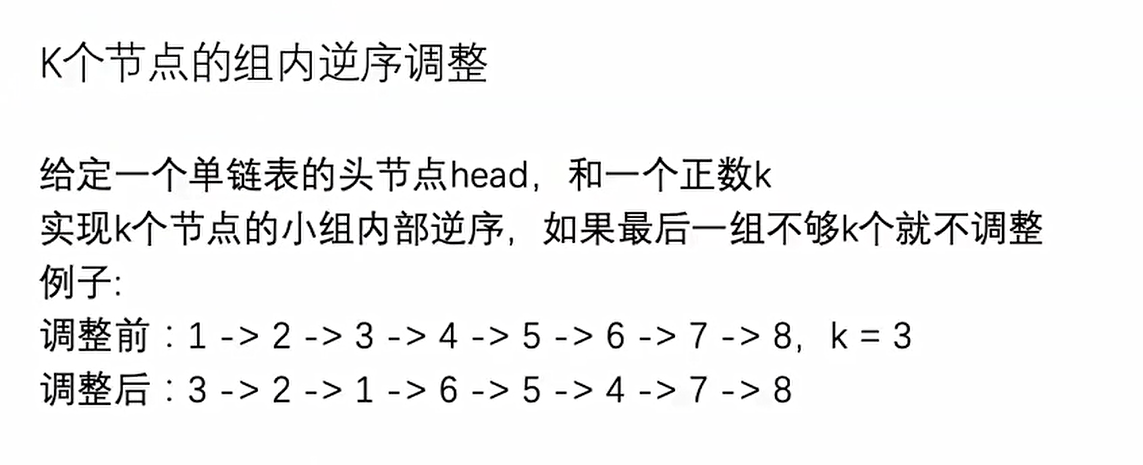 K个节点的组内逆序调整
给定一个单链表的头节点head，和一个正数k
实现k个节点的小组内部逆序，如果最后一组不够k个就不调整
例子:
调整前：1 -> 2 -> 3 -> 4 -> 5 -> 6 -> 7 -> 8，k = 3
调整后：3 -> 2 -> 1 -> 6 -> 5 -> 4 -> 7 -> 8